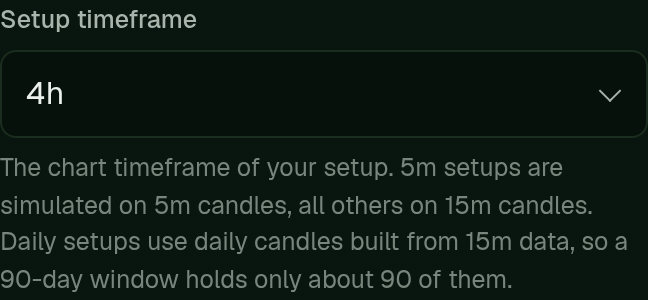 Setup timeframe
4h
The chart timeframe of your setup. 5m setups are
simulated on 5m candles, all others on 15m candles.
Daily setups use daily candles built from 15m data, so a
90-day window holds only about 90 of them.